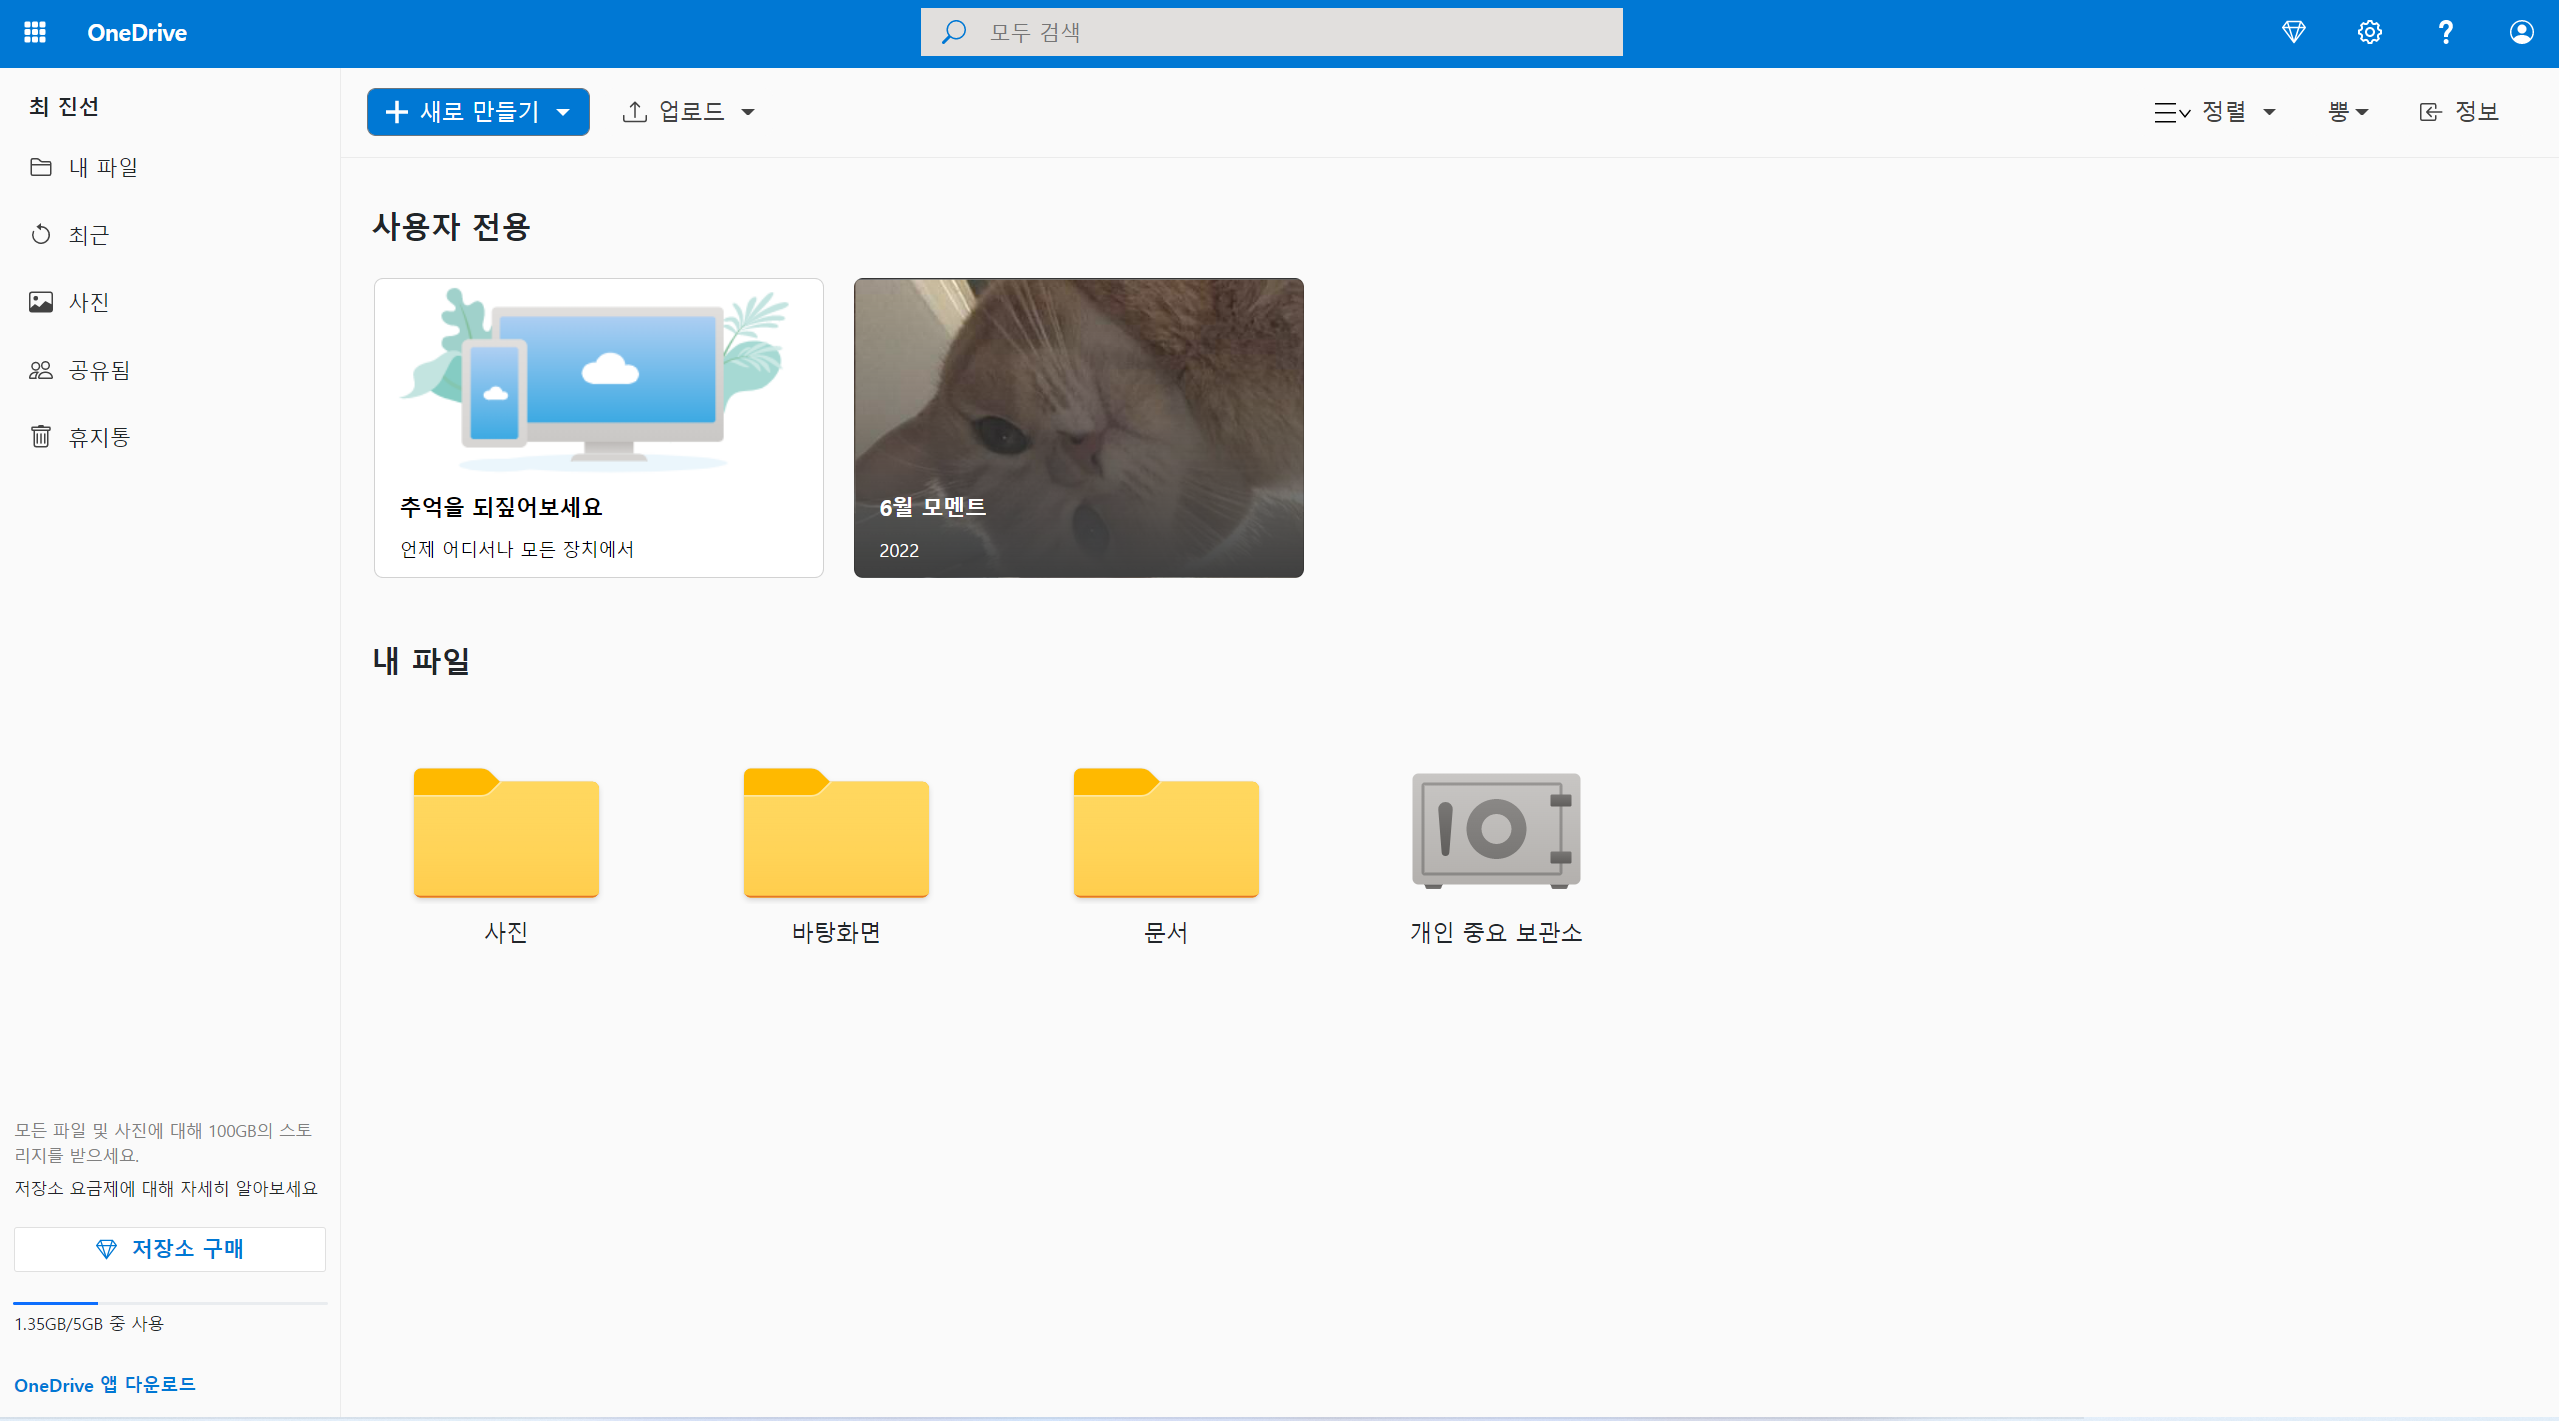 OneDrive
모두 검색
최 진선
내 파일
최근
사진
공유됨
휴지통
모든 파일 및 사진에 대해 100GB의 스토
리지를 받으세요.
저장소 요금제에 대해 자세히 알아보세요
저장소 구매
1.35GB/5GB 중 사용
OneDrive 앱 다운로드
새로 만들기
업로드
정렬
뿡
정보
사용자 전용
추억을 되짚어보세요
언제 어디서나 모든 장치에서
6월 모멘트
2022
내 파일
사진
바탕화면
문서
개인 중요 보관소